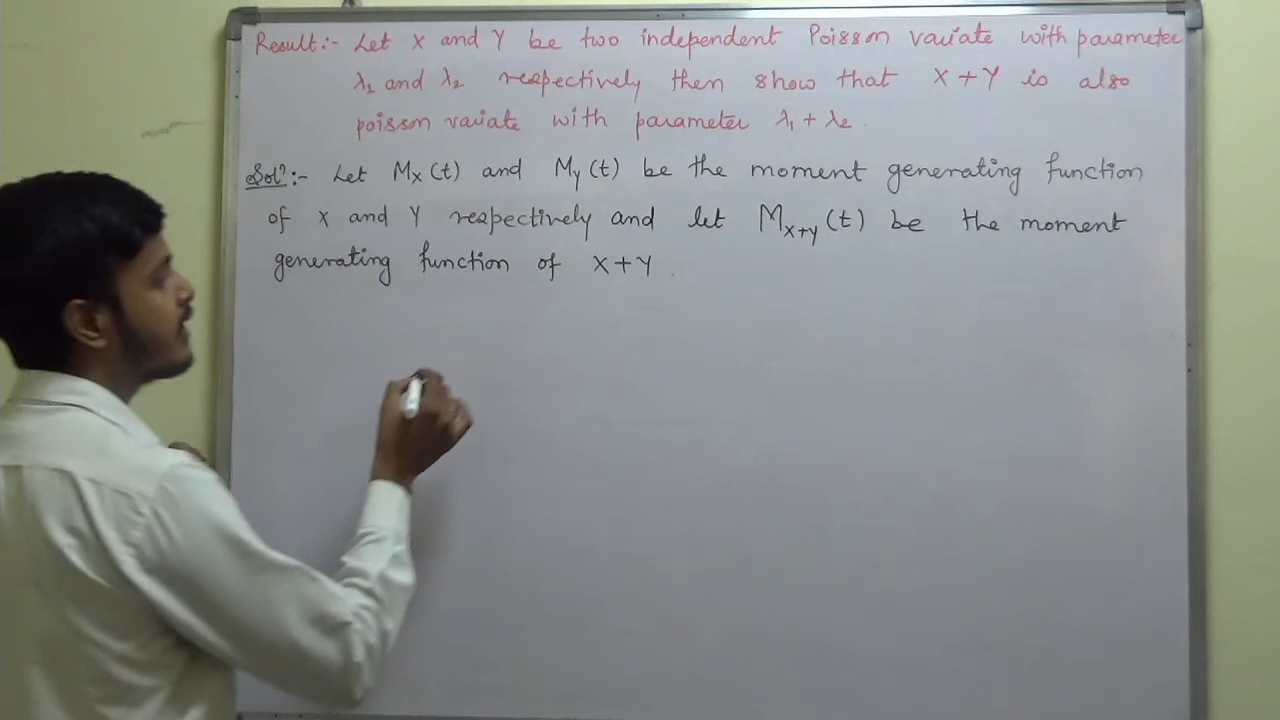 Result:- Let X and Y be two independent Poisson variate with parameter
λ₁ and λ₂ respectively then show that X + Y is also
poisson variate with parameter λ₁ + λ₂.
Solⁿ:- Let Mₓ(t) and Mᵧ(t) be the moment generating function
of X and Y respectively and let Mₓ₊ᵧ(t) be the moment
generating function of X+Y.